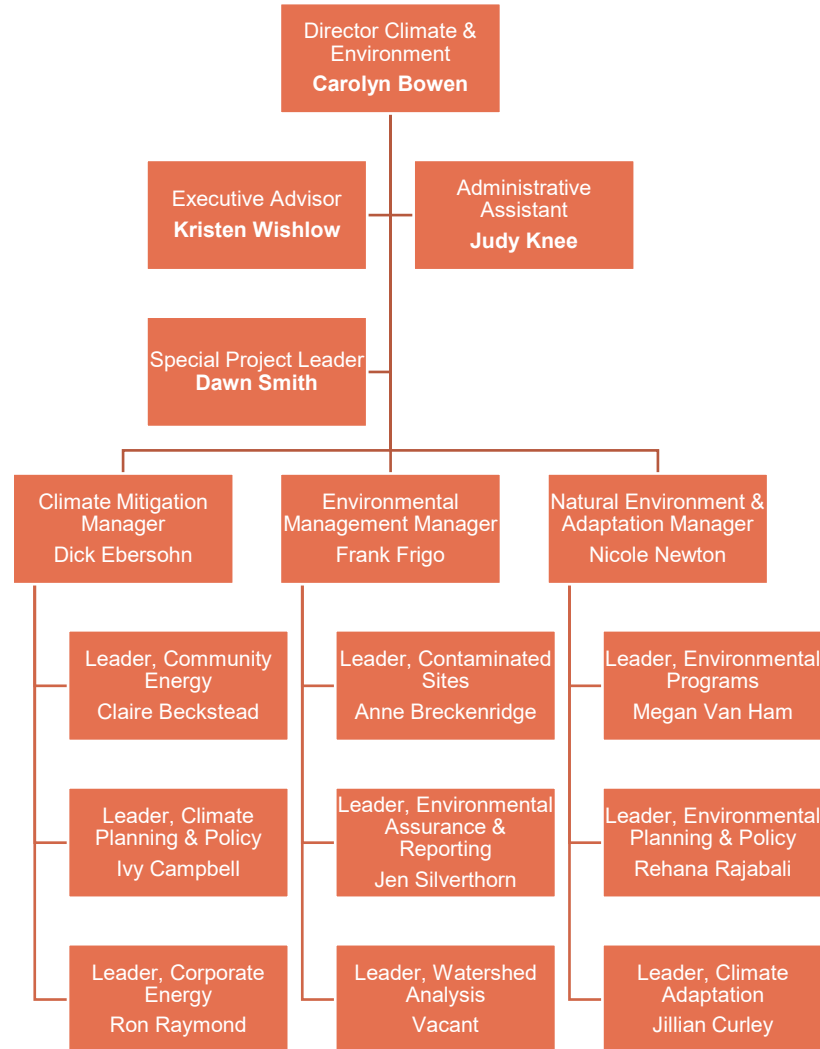 Director Climate &
Environment
Carolyn Bowen
Executive Advisor
Kristen Wishlow
Administrative
Assistant
Judy Knee
Special Project Leader
Dawn Smith
Climate Mitigation
Manager
Dick Ebersohn
Environmental
Management Manager
Frank Frigo
Natural Environment &
Adaptation Manager
Nicole Newton
Leader, Community
Energy
Claire Beckstead
Leader, Contaminated
Sites
Anne Breckenridge
Leader, Environmental
Programs
Megan Van Ham
Leader, Climate
Planning & Policy
Ivy Campbell
Leader, Environmental
Assurance &
Reporting
Jen Silverthorn
Leader, Environmental
Planning & Policy
Rehana Rajabali
Leader, Corporate
Energy
Ron Raymond
Leader, Watershed
Analysis
Vacant
Leader, Climate
Adaptation
Jillian Curley